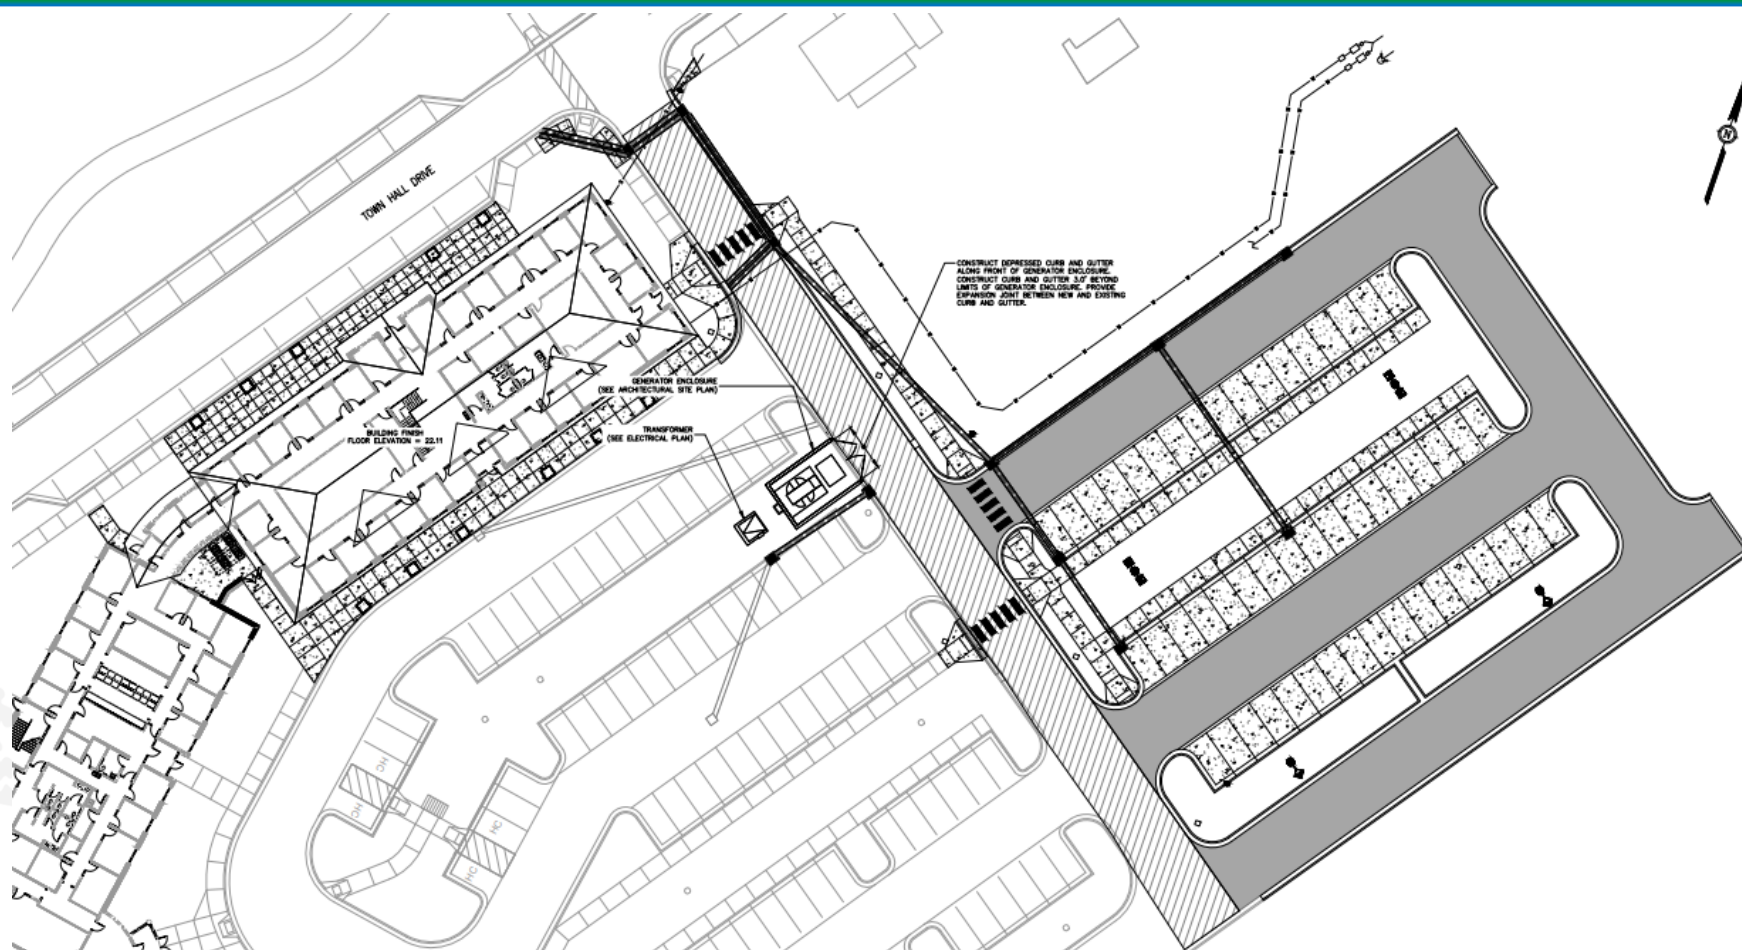 TOWN HALL DRIVE
N
CONSTRUCT DEPRESSED CURB AND GUTTER
ALONG FRONT OF GENERATOR ENCLOSURE.
CONSTRUCT CURB AND GUTTER 3.0' BEYOND
LIMITS OF GENERATOR ENCLOSURE. PROVIDE
EXPANSION JOINT BETWEEN NEW AND EXISTING
CURB AND GUTTER.
GENERATOR ENCLOSURE
(SEE ARCHITECTURAL SITE PLAN)
TRANSFORMER
(SEE ELECTRICAL PLAN)
BUILDING FINISH
FLOOR ELEVATION = 22.11
HC
HC
HC
HC